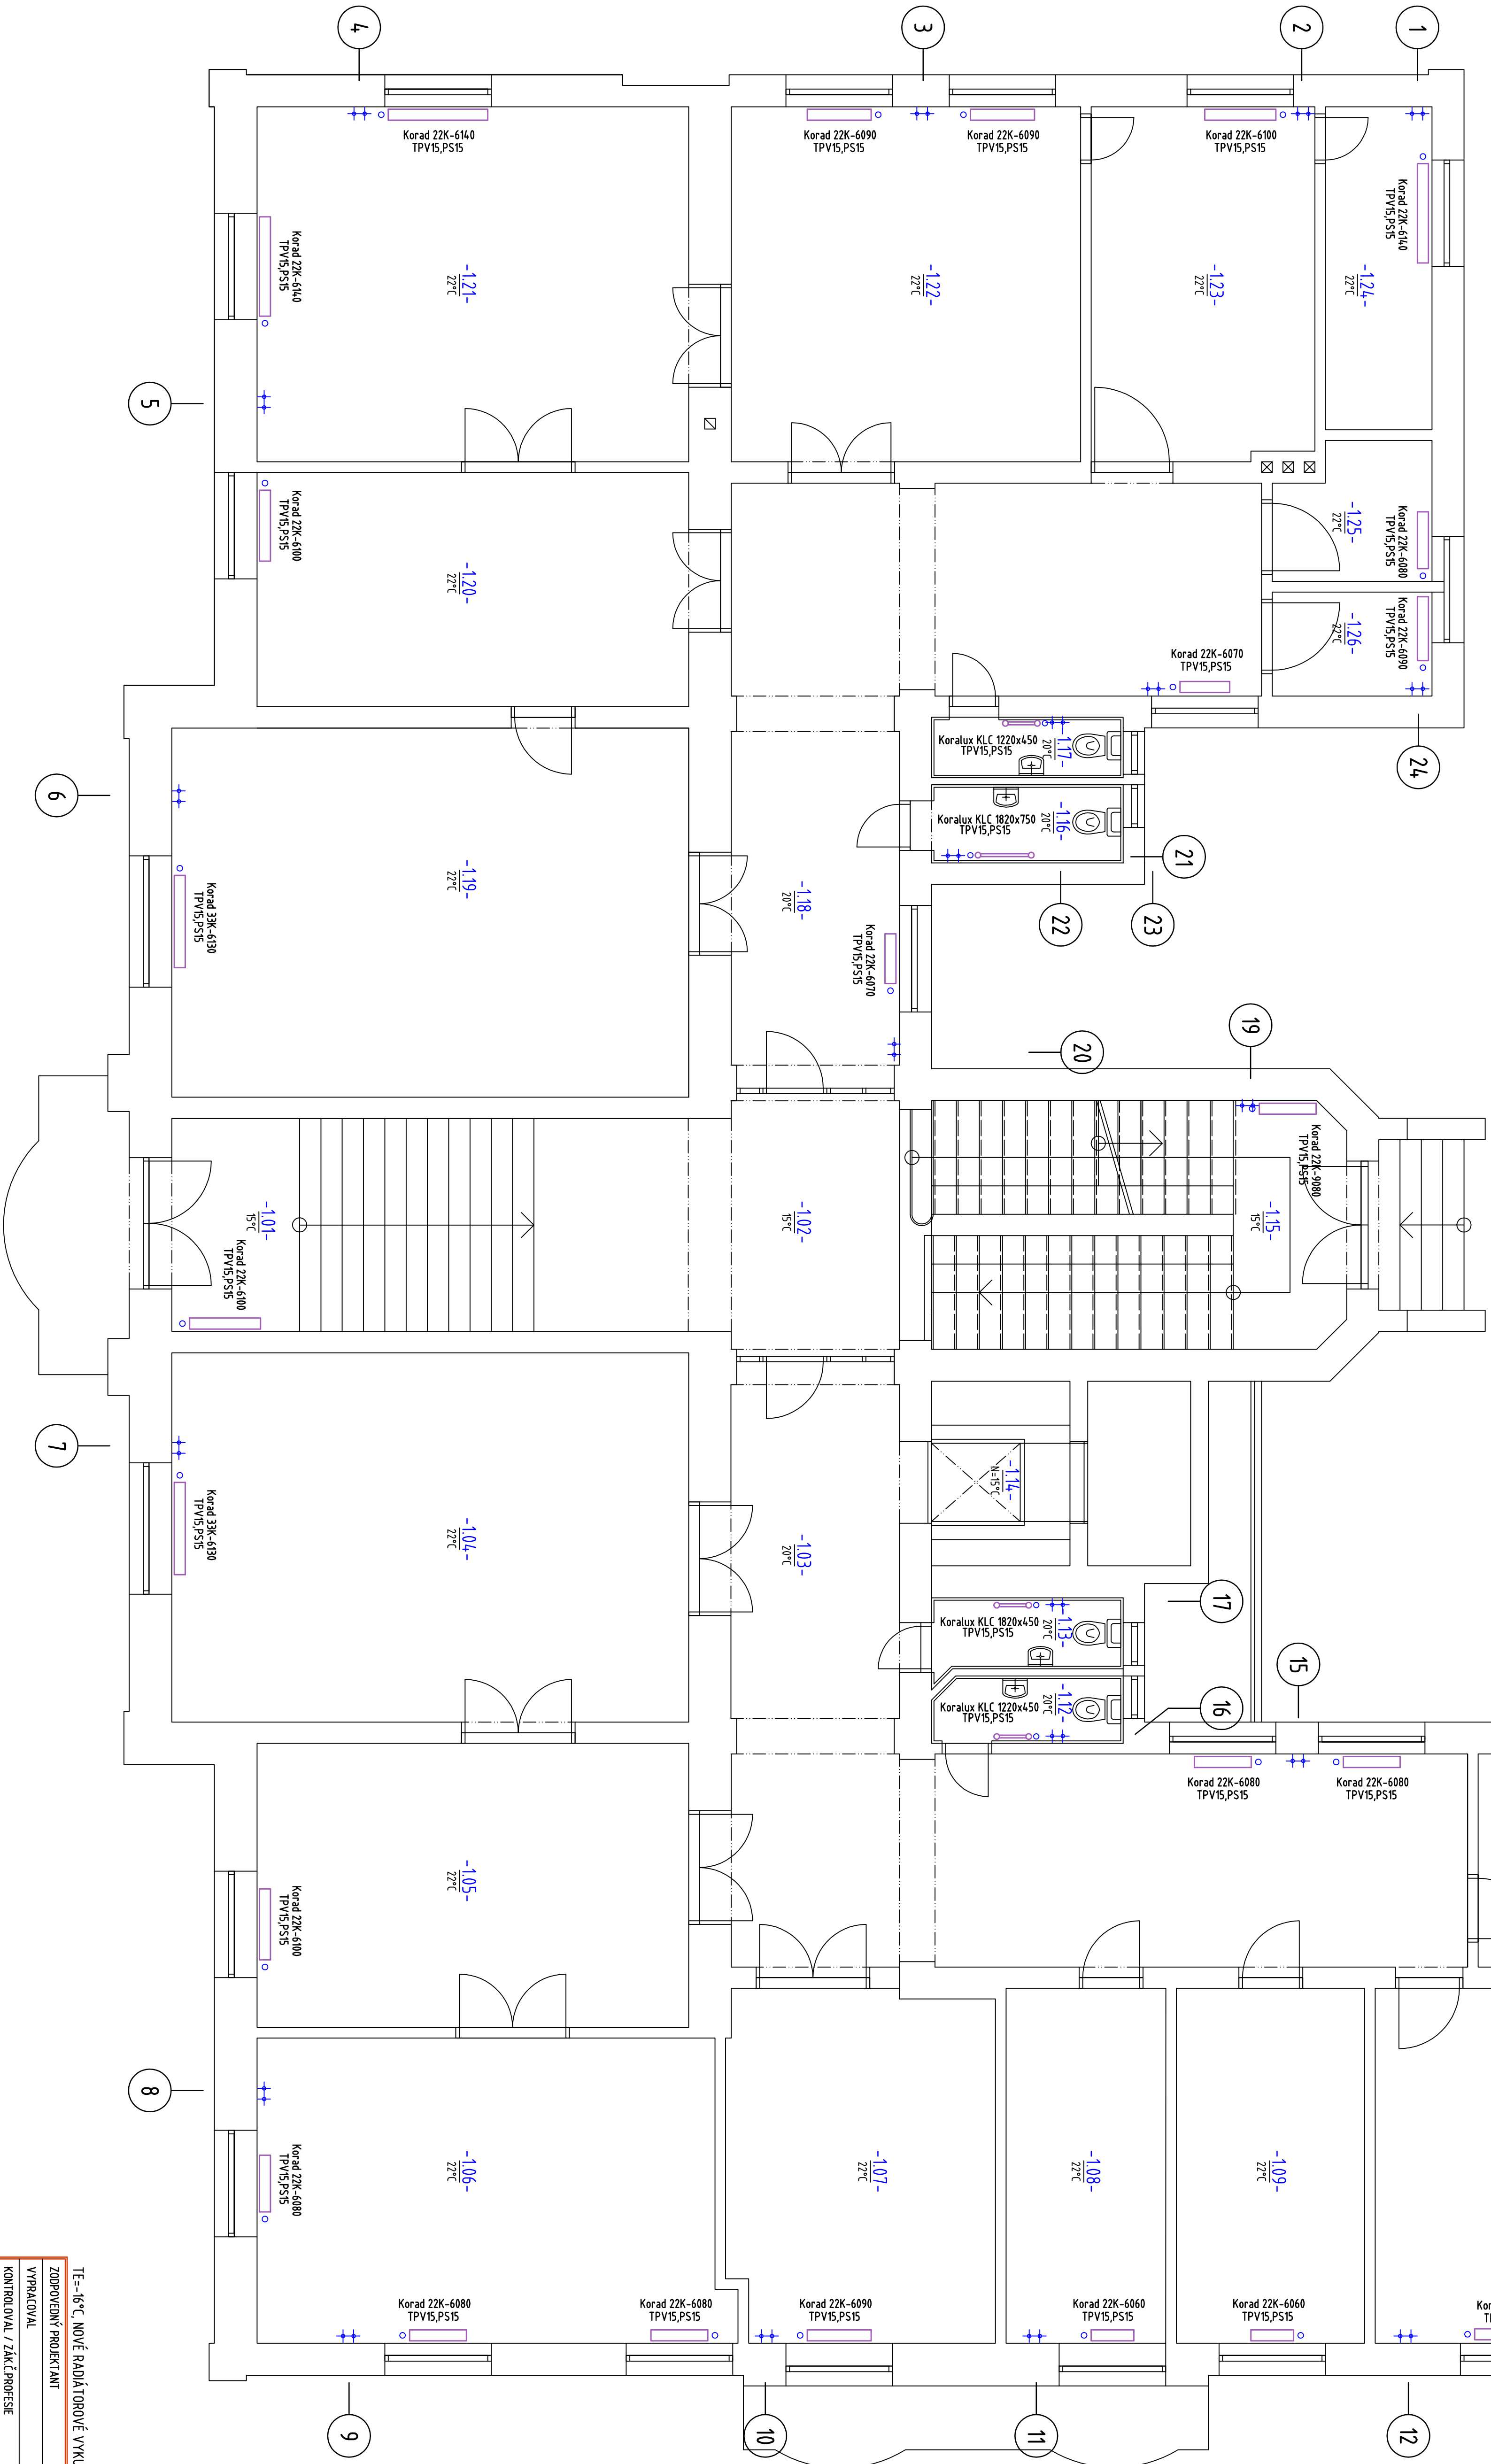 4
3
2
1
Korad 22K-6140
TPV15,PS15
Korad 22K-6090
TPV15,PS15
Korad 22K-6090
TPV15,PS15
Korad 22K-6100
TPV15,PS15
Korad 22K-6140
TPV15,PS15
Korad 22K-6140
TPV15,PS15
-1.21-
22°C
-1.22-
22°C
-1.23-
22°C
-1.24-
22°C
5
Korad 22K-6100
TPV15,PS15
-1.20-
22°C
-1.25-
22°C
Korad 22K-6080
TPV15,PS15
-1.26-
22°C
Korad 22K-6090
TPV15,PS15
Korad 22K-6070
TPV15,PS15
24
6
Koralux KLC 1220x450
TPV15,PS15
-1.17-
20°C
Koralux KLC 1820x750
TPV15,PS15
-1.16-
20°C
21
22
23
Korad 33K-6130
TPV15,PS15
-1.19-
22°C
-1.18-
20°C
Korad 22K-6070
TPV15,PS15
20
19
Korad 22K-9080
TPV15,PS15
-1.15-
15°C
-1.01-
15°C
Korad 22K-6100
TPV15,PS15
-1.02-
15°C
7
Korad 33K-6130
TPV15,PS15
-1.04-
22°C
-1.03-
20°C
-1.14-
N=15°C
Koralux KLC 1820x450
TPV15,PS15
-1.13-
20°C
17
15
Koralux KLC 1220x450
TPV15,PS15
-1.12-
20°C
16
Korad 22K-6080
TPV15,PS15
Korad 22K-6080
TPV15,PS15
Korad 22K-6100
TPV15,PS15
-1.05-
22°C
8
Korad 22K-6080
TPV15,PS15
-1.06-
22°C
-1.07-
22°C
-1.08-
22°C
-1.09-
22°C
Korad 22K-6080
TPV15,PS15
Korad 22K-6080
TPV15,PS15
Korad 22K-6090
TPV15,PS15
Korad 22K-6060
TPV15,PS15
Korad 22K-6060
TPV15,PS15
9
10
11
12
TE=-16°C, NOVÉ RADIÁTOROVÉ
ZODPOVEDNÝ PROJEKTANT
VYPRACOVAL
KONTROLOVAL / ZÁK.Č.PROFESIE